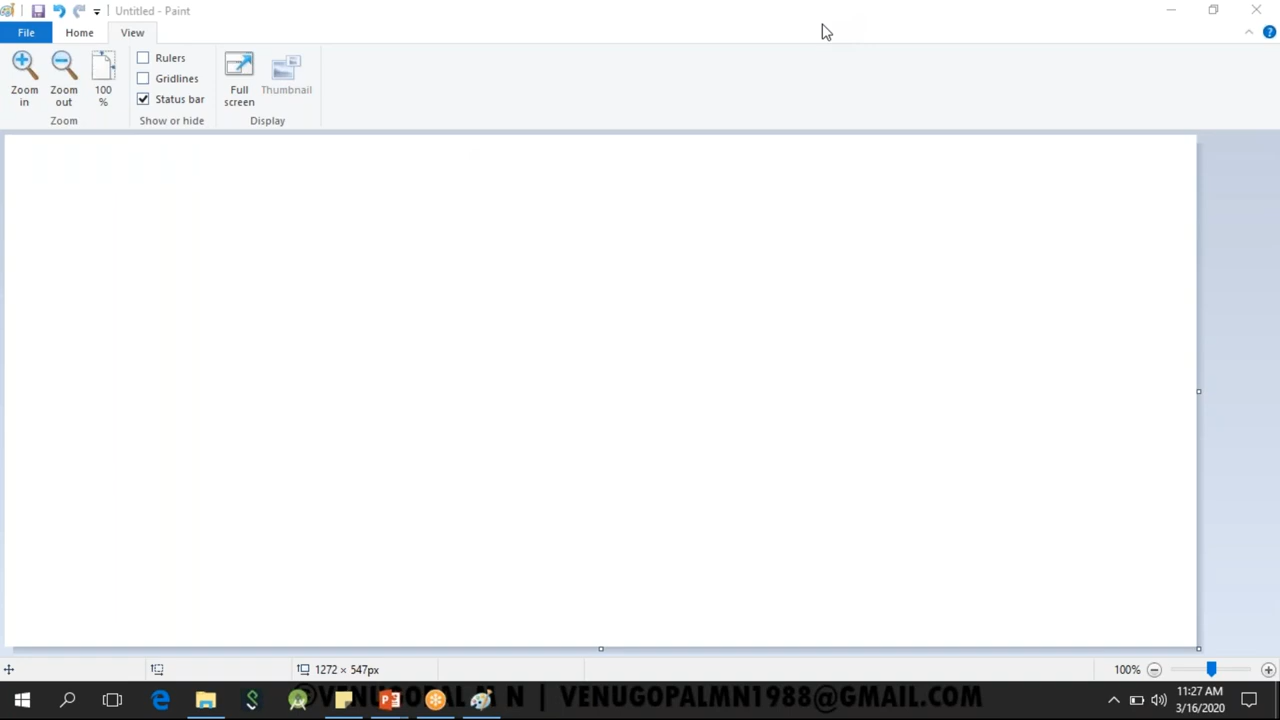 Untitled - Paint
File Home View
Zoom in
Zoom out
100 %
Rulers
Gridlines
Status bar
Full screen
Thumbnail
Zoom
Show or hide
Display
1272 × 547px
100%
©VENUGOPAL M N | VENUGOPALMN1988@GMAIL.COM
11:27 AM
3/16/2020